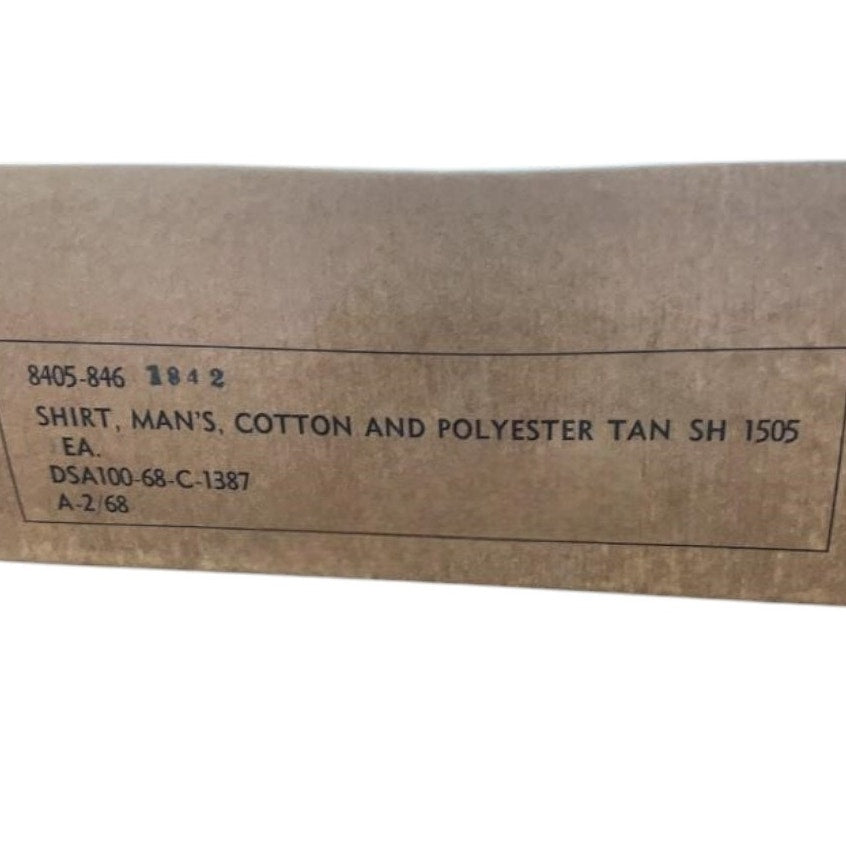 8405-846 1842
SHIRT, MAN'S, COTTON AND POLYESTER TAN SH 1505
EA.
DSA100-68-C-1387
A-2/68